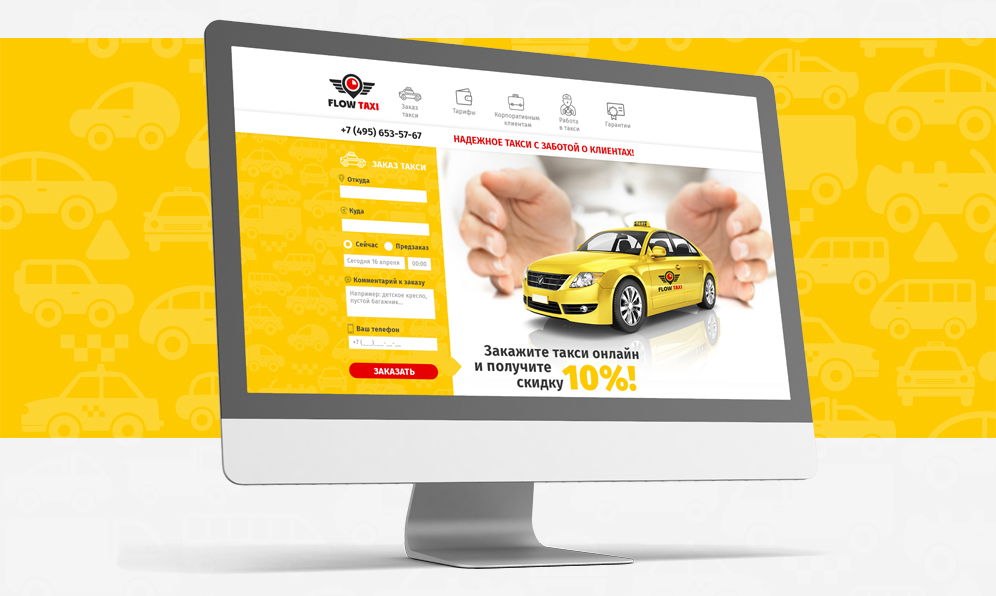 FLOW TAXI
Заказ
такси
Тарифы
Корпоративным
клиентам
Работа
в такси
Гарантии
+7 (495) 653-57-67
НАДЕЖНОЕ ТАКСИ С ЗАБОТОЙ О КЛИЕНТАХ!
ЗАКАЗ ТАКСИ
Откуда
Куда
Сейчас
Предзаказ
Сегодня 16 апреля
00:00
Комментарий к заказу
Например: детское кресло,
пустой багажник...
Ваш телефон
+7 (___)___-__-__
ЗАКАЗАТЬ
TAXI
FLOW TAXI
Закажите такси онлайн
и получите
скидку 10%!